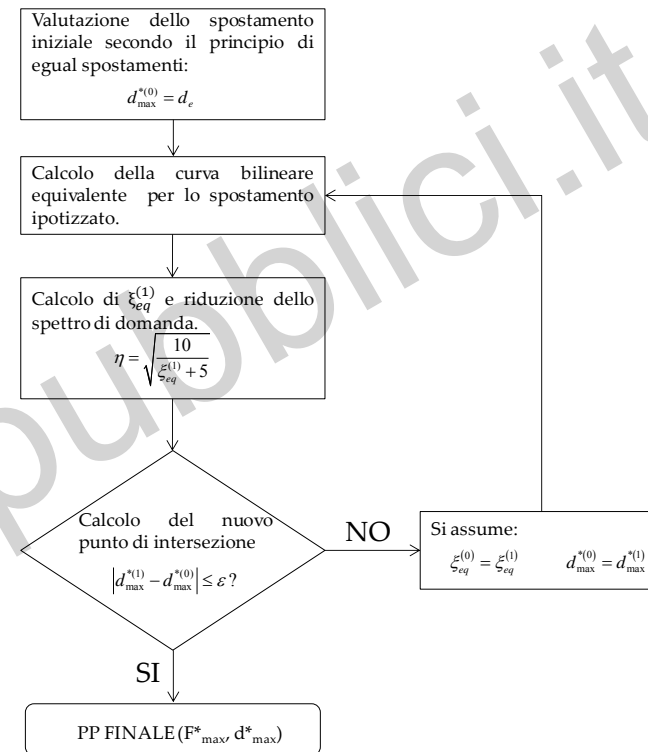 Valutazione dello spostamento
iniziale secondo il principio di
egual spostamenti:
d*(0)max = de
Calcolo della curva bilineare
equivalente per lo spostamento
ipotizzato.
Calcolo di ξ(1)eq e riduzione dello
spettro di domanda.
η = √(10 / (ξ(1)eq + 5))
Calcolo del nuovo
punto di intersezione
|d*(1)max − d*(0)max| ≤ ε ?
NO
Si assume:
ξ(0)eq = ξ(1)eq d*(0)max = d*(1)max
SI
PP FINALE (F*max, d*max)
pubblici.it